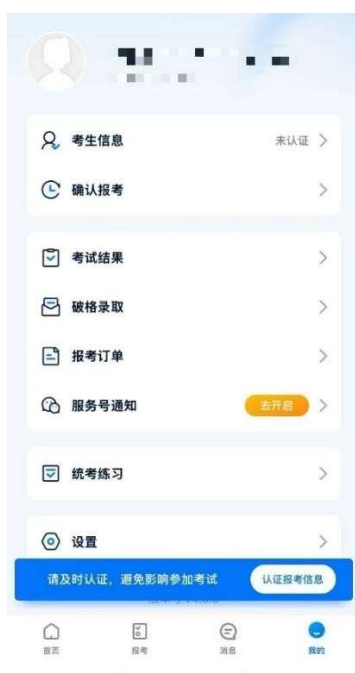 考生信息
未认证
确认报考
考试结果
破格录取
报考订单
服务号通知
去开启
统考练习
设置
请及时认证，避免影响参加考试
认证报考信息
首页
报考
消息
我的